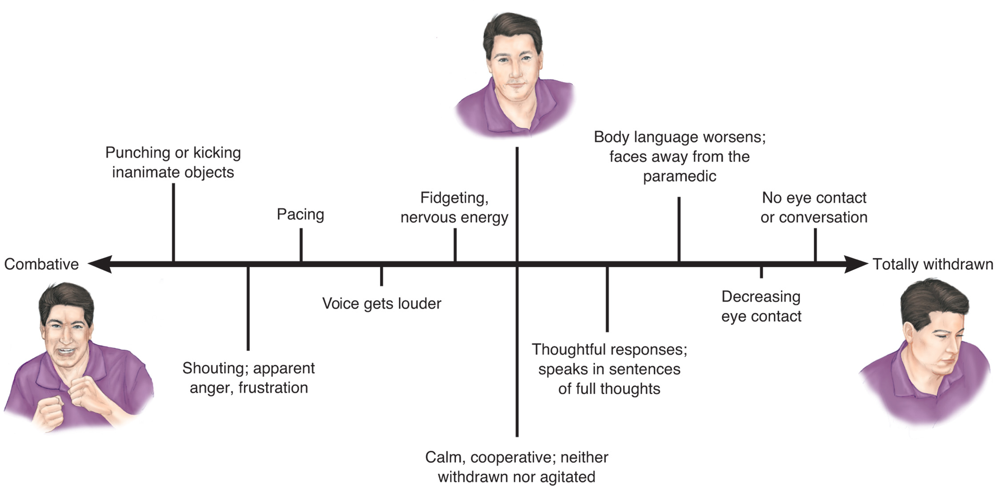 Body language worsens;
faces away from the
paramedic
Punching or kicking
inanimate objects
Fidgeting,
nervous energy
No eye contact
or conversation
Pacing
Combative
Totally withdrawn
Voice gets louder
Decreasing
eye contact
Thoughtful responses;
speaks in sentences
of full thoughts
Shouting; apparent
anger, frustration
Calm, cooperative; neither
withdrawn nor agitated